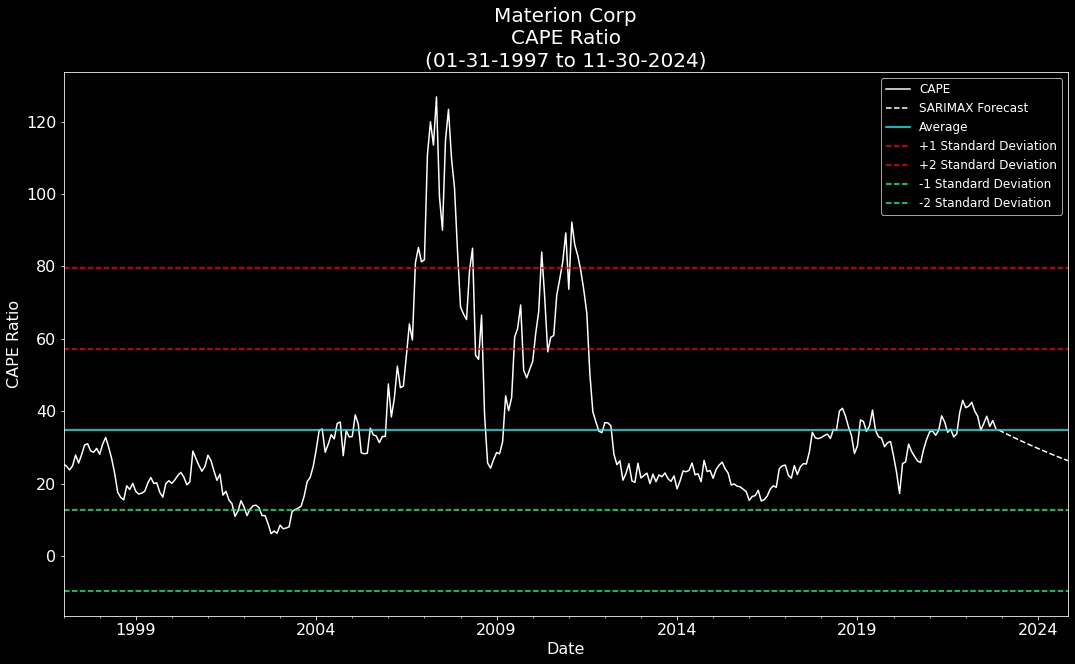 Materion Corp
CAPE Ratio
(01-31-1997 to 11-30-2024)
CAPE
SARIMAX Forecast
Average
+1 Standard Deviation
+2 Standard Deviation
-1 Standard Deviation
-2 Standard Deviation
CAPE Ratio
120
100
80
60
40
20
0
1999
2004
2009
2014
2019
2024
Date